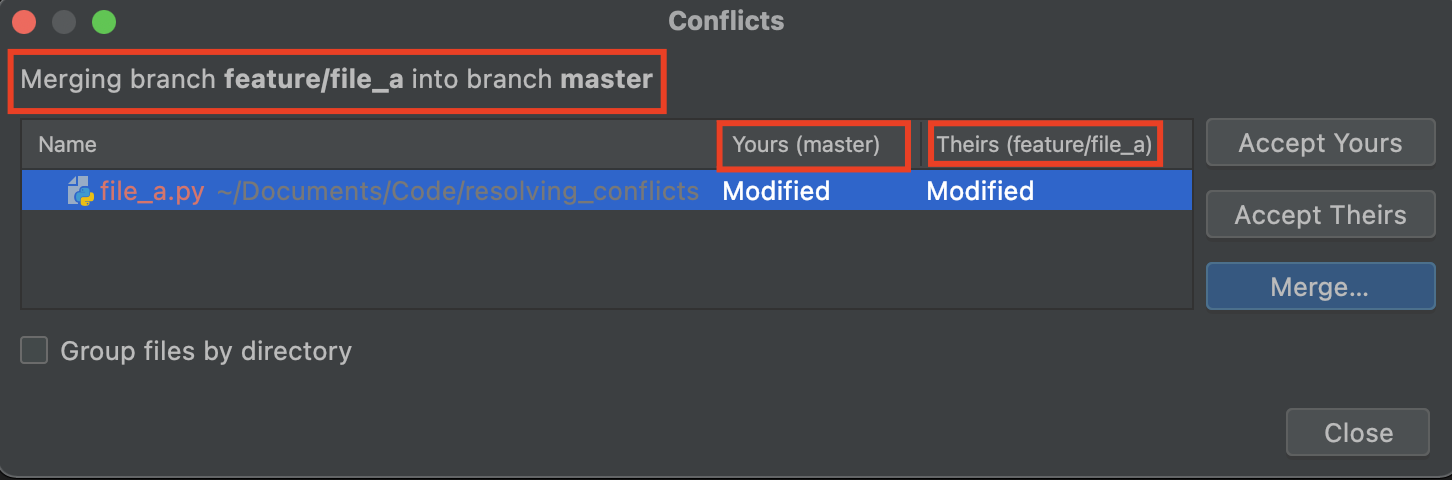 Conflicts
Merging branch feature/file_a into branch master
Name Yours (master) Theirs (feature/file_a)
file_a.py ~/Documents/Code/resolving_conflicts Modified Modified
Accept Yours
Accept Theirs
Merge...
Group files by directory
Close